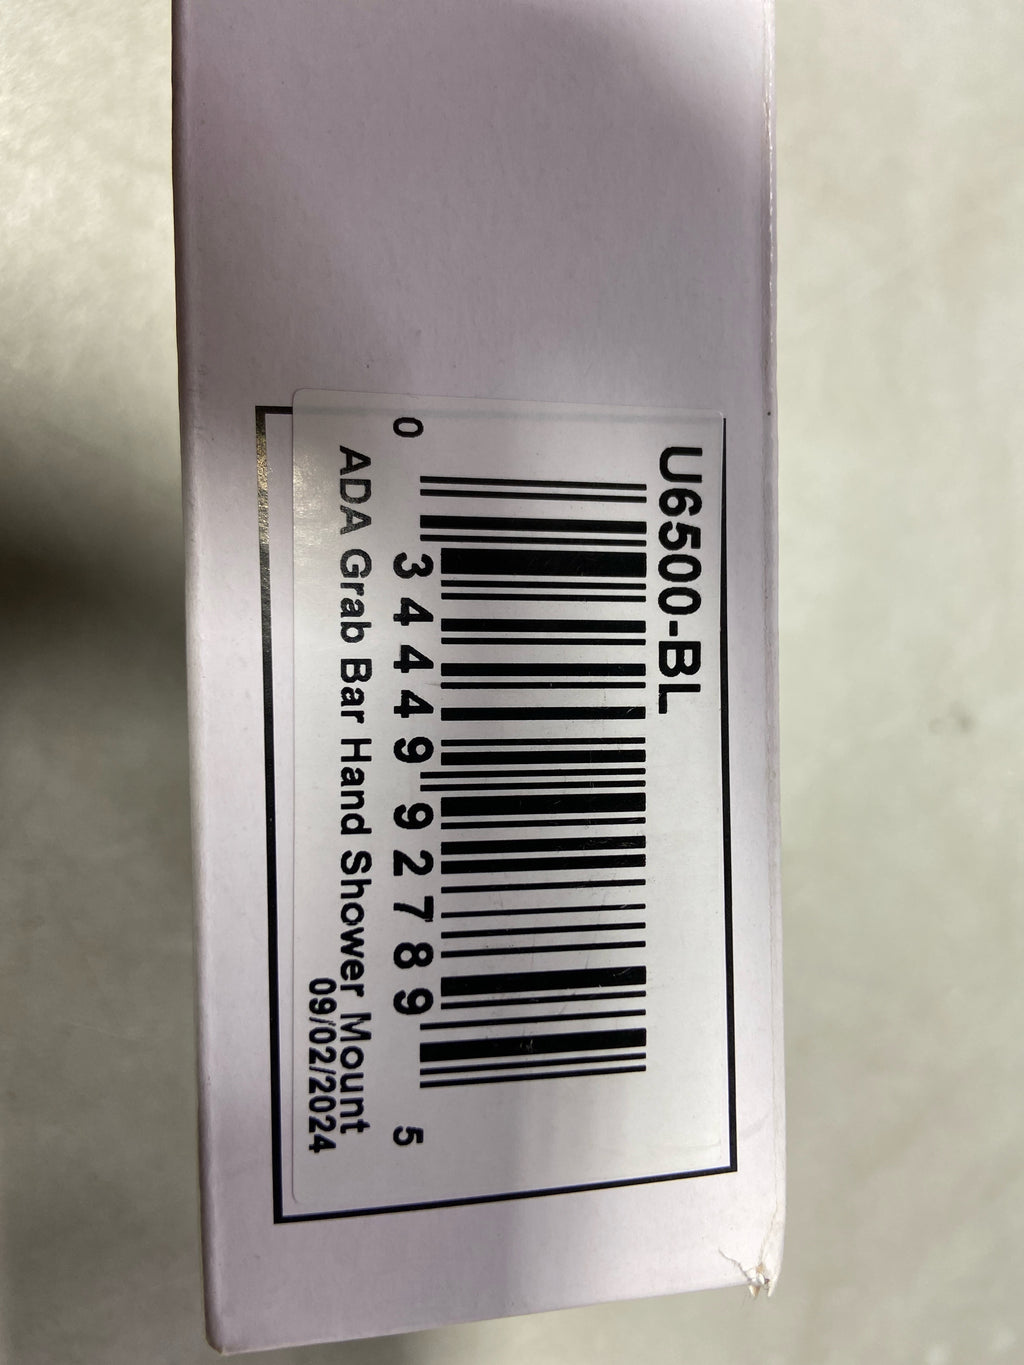 U6500-BL
0 34449 92789 5
ADA Grab Bar Hand Shower Mount
09/02/2024